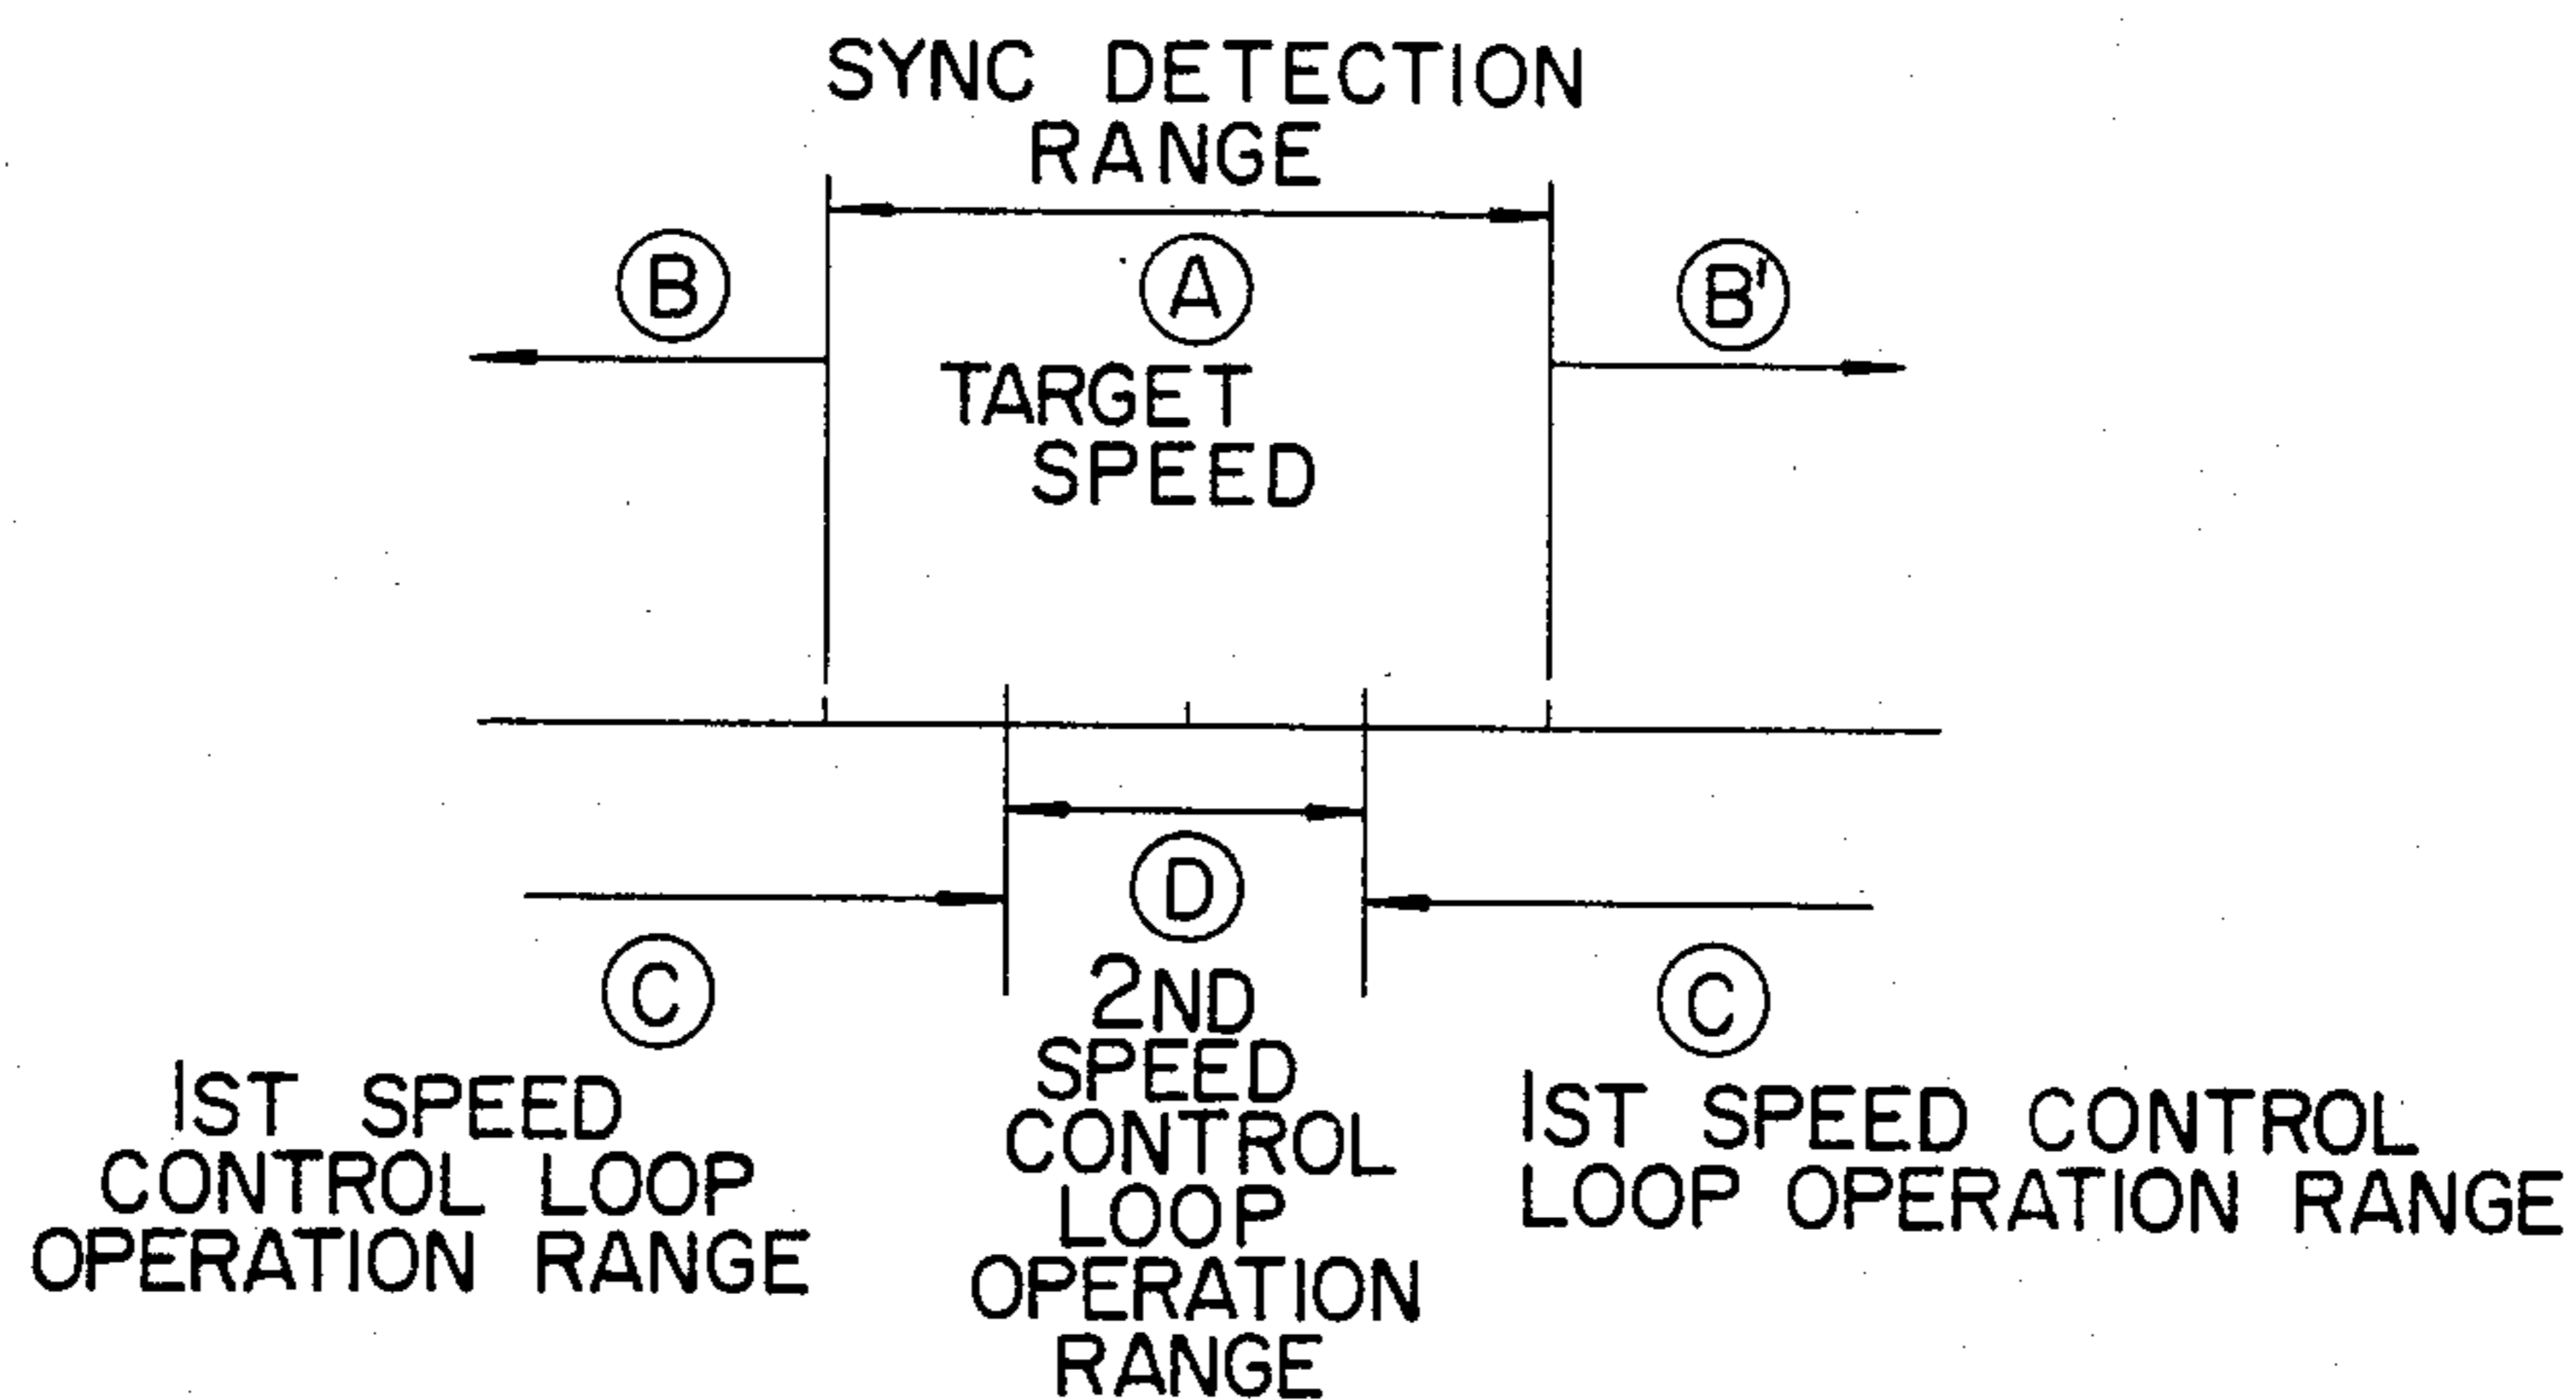 SYNC DETECTION
RANGE
B
A
B'
TARGET
SPEED
D
C
C
2ND
SPEED
CONTROL
LOOP
OPERATION
RANGE
1ST SPEED
CONTROL LOOP
OPERATION RANGE
1ST SPEED CONTROL
LOOP OPERATION RANGE